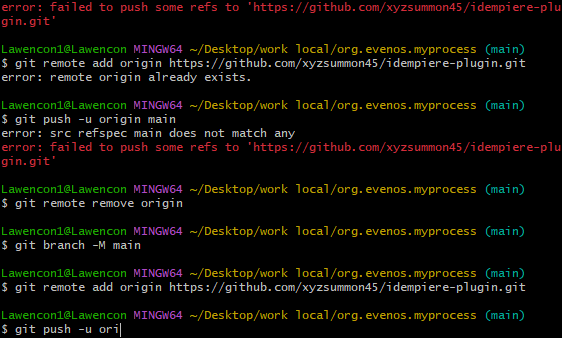 error: failed to push some refs to 'https://github.com/xyzsummon45/idempiere-plu
gin.git'
Lawencon1@Lawencon MINGW64 ~/Desktop/work local/org.evenos.myprocess (main)
$ git remote add origin https://github.com/xyzsummon45/idempiere-plugin.git
error: remote origin already exists.
Lawencon1@Lawencon MINGW64 ~/Desktop/work local/org.evenos.myprocess (main)
$ git push -u origin main
error: src refspec main does not match any
error: failed to push some refs to 'https://github.com/xyzsummon45/idempiere-plu
gin.git'
Lawencon1@Lawencon MINGW64 ~/Desktop/work local/org.evenos.myprocess (main)
$ git remote remove origin
Lawencon1@Lawencon MINGW64 ~/Desktop/work local/org.evenos.myprocess (main)
$ git branch -M main
Lawencon1@Lawencon MINGW64 ~/Desktop/work local/org.evenos.myprocess (main)
$ git remote add origin https://github.com/xyzsummon45/idempiere-plugin.git
Lawencon1@Lawencon MINGW64 ~/Desktop/work local/org.evenos.myprocess (main)
$ git push -u ori